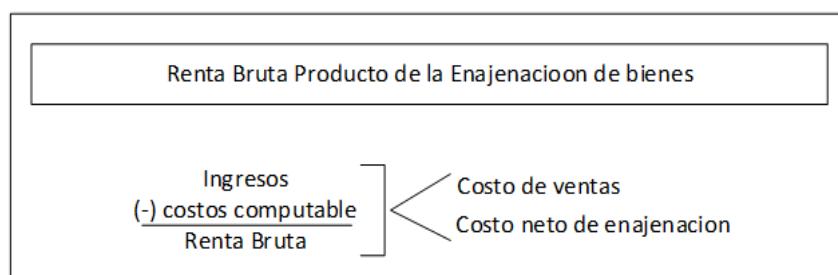 Renta Bruta Producto de la Enajenacioon de bienes
Ingresos
(-) costos computable
Renta Bruta
Costo de ventas
Costo neto de enajenacion